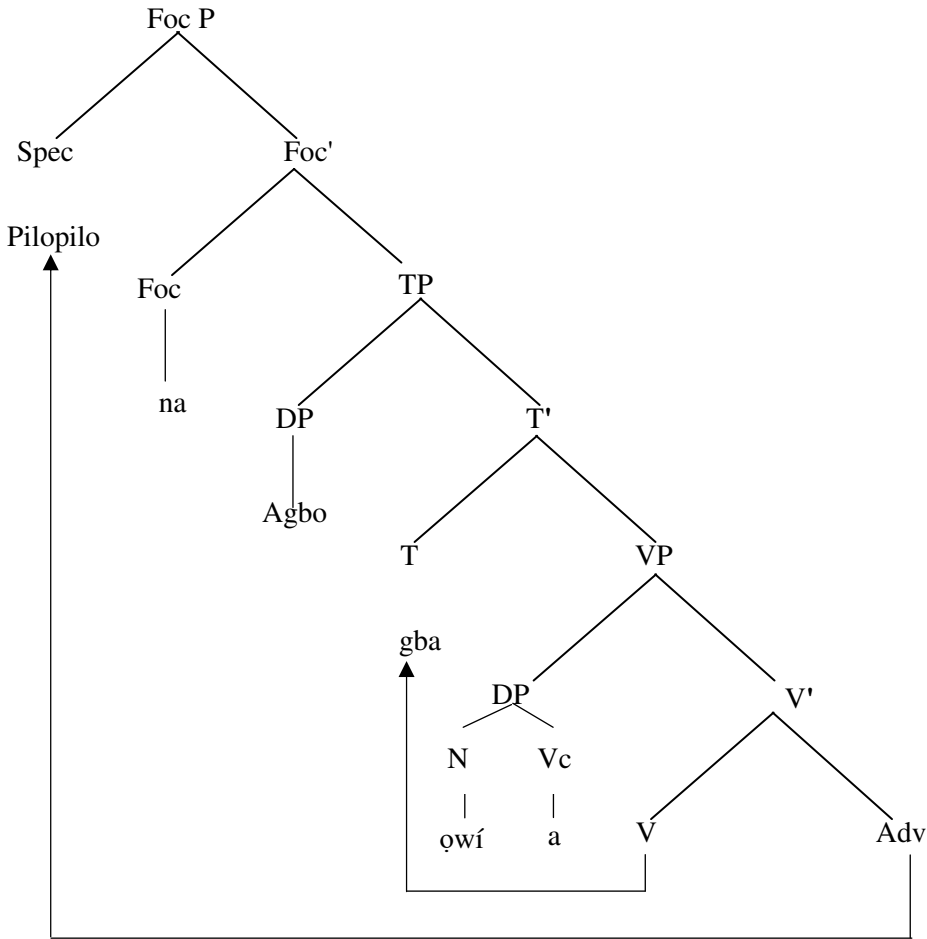 Foc P
Spec Foc'
Pilopilo
Foc TP
na
DP T'
Agbo
T VP
gba
DP V'
N Vc
ọwí a V Adv